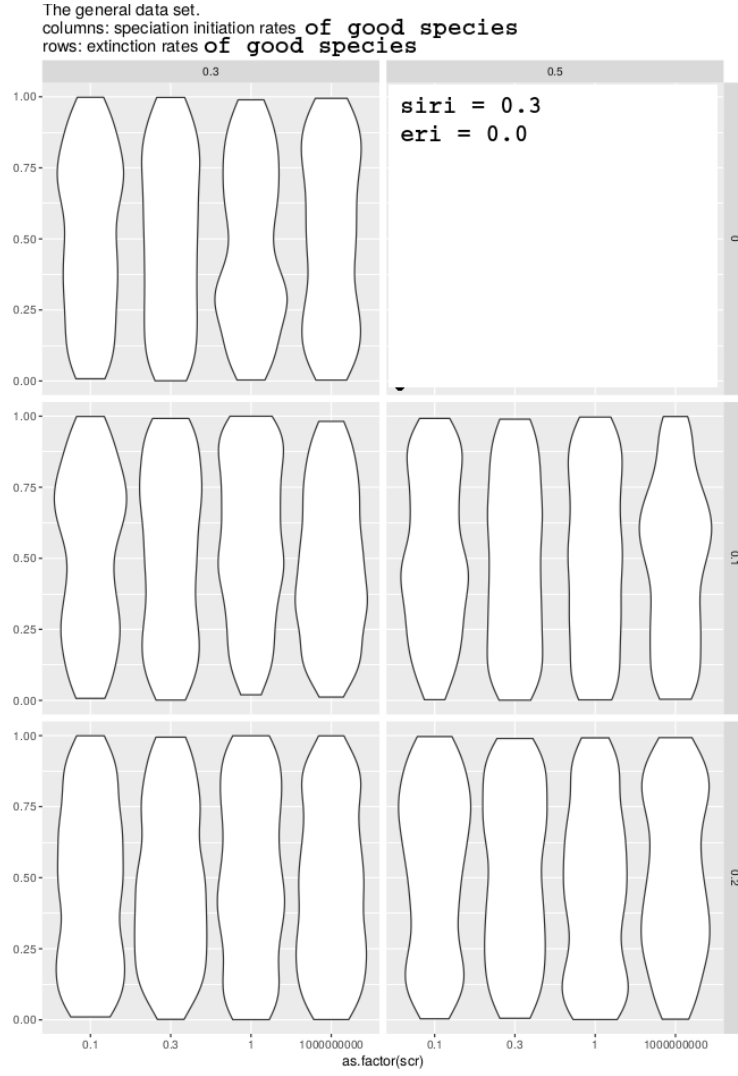 The general data set.
columns: speciation initiation rates of good species
rows: extinction rates of good species
0.3 0.5
siri = 0.3
eri = 0.0
1.00
0.75
0.50
0.25
0.00
0
1.00
0.75
0.50
0.25
0.00
0.1
1.00
0.75
0.50
0.25
0.00
0.2
0.1 0.3 1 1000000000 0.1 0.3 1 1000000000
as.factor(scr)